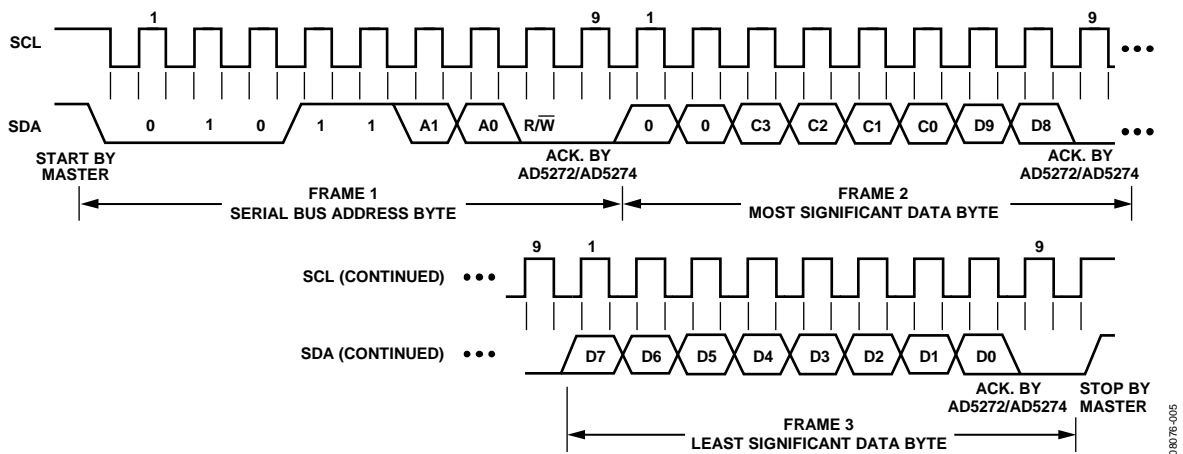 1 9 1 9
SCL
SDA 0 1 0 1 1 A1 A0 R/W̅ 0 0 C3 C2 C1 C0 D9 D8
START BY MASTER
ACK. BY AD5272/AD5274
ACK. BY AD5272/AD5274
FRAME 1
SERIAL BUS ADDRESS BYTE
FRAME 2
MOST SIGNIFICANT DATA BYTE
9 1 9
SCL (CONTINUED)
SDA (CONTINUED) D7 D6 D5 D4 D3 D2 D1 D0
ACK. BY AD5272/AD5274
STOP BY MASTER
FRAME 3
LEAST SIGNIFICANT DATA BYTE
08076-005